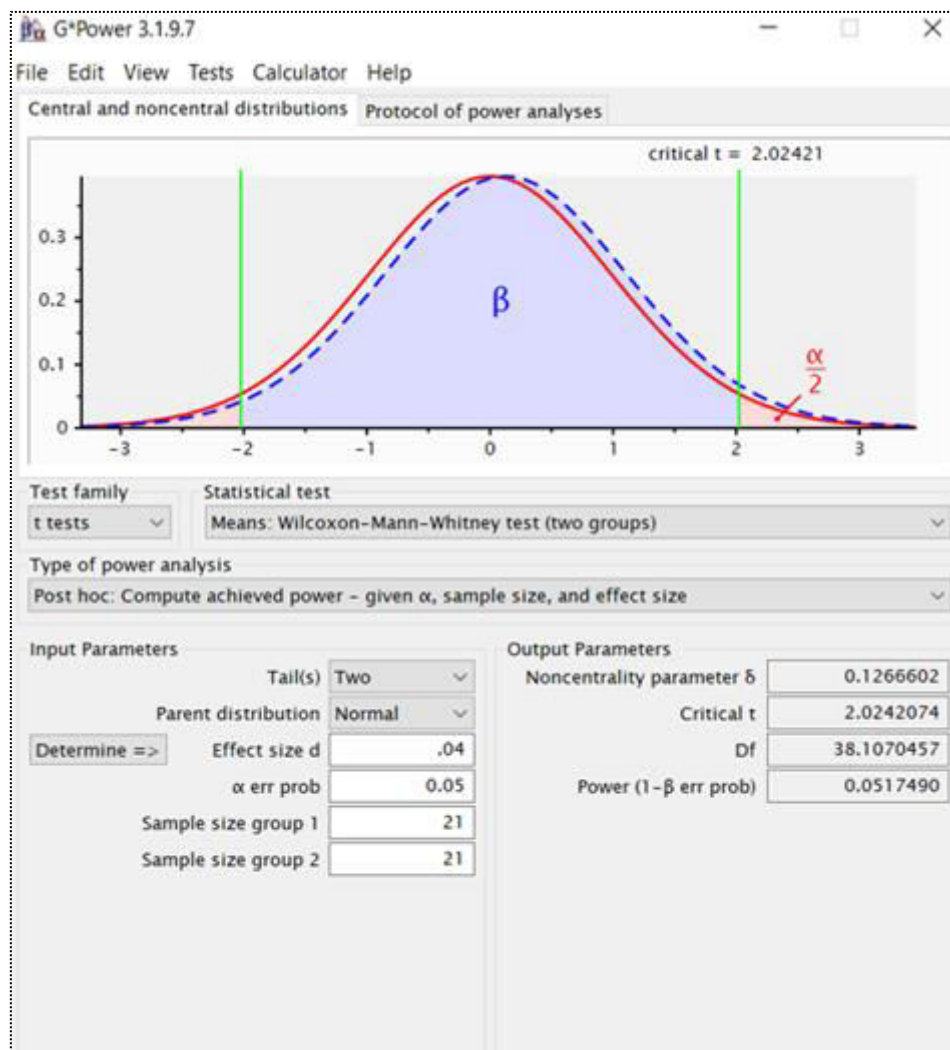 G*Power 3.1.9.7
File Edit View Tests Calculator Help
Central and noncentral distributions Protocol of power analyses
critical t = 2.02421
0.3
0.2
0.1
0
β
α
2
-3 -2 -1 0 1 2 3
Test family Statistical test
t tests Means: Wilcoxon-Mann-Whitney test (two groups)
Type of power analysis
Post hoc: Compute achieved power - given α, sample size, and effect size
Input Parameters Output Parameters
Tail(s) Two Noncentrality parameter δ 0.1266602
Parent distribution Normal Critical t 2.0242074
Determine => Effect size d .04 Df 38.1070457
α err prob 0.05 Power (1-β err prob) 0.0517490
Sample size group 1 21
Sample size group 2 21